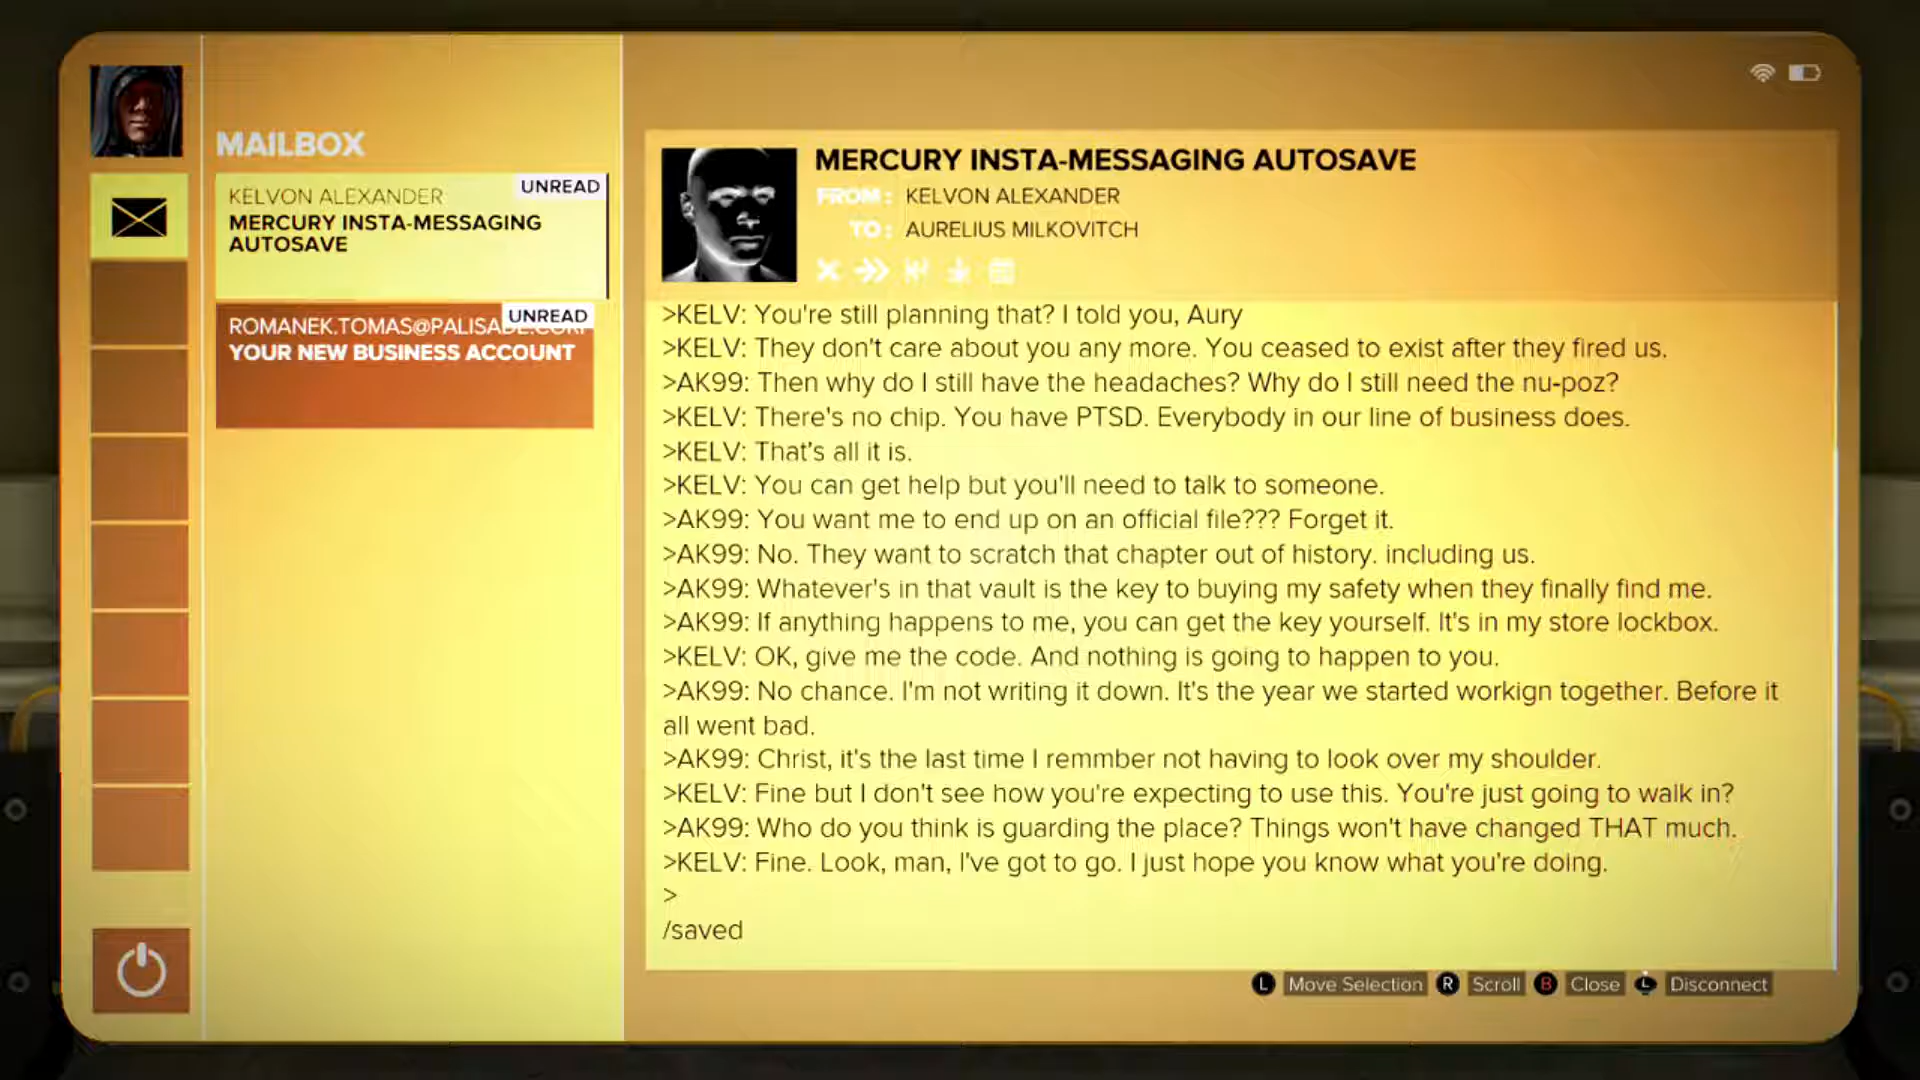 MAILBOX
KELVON ALEXANDER
UNREAD
MERCURY INSTA-MESSAGING
AUTOSAVE
UNREAD
ROMANEK.TOMAS@PALISADE.CORP
YOUR NEW BUSINESS ACCOUNT
MERCURY INSTA-MESSAGING AUTOSAVE
FROM: KELVON ALEXANDER
TO: AURELIUS MILKOVITCH
>KELV: You're still planning that? I told you, Aury
>KELV: They don't care about you any more. You ceased to exist after they fired us.
>AK99: Then why do I still have the headaches? Why do I still need the nu-poz?
>KELV: There's no chip. You have PTSD. Everybody in our line of business does.
>KELV: That's all it is.
>KELV: You can get help but you'll need to talk to someone.
>AK99: You want me to end up on an official file??? Forget it.
>AK99: No. They want to scratch that chapter out of history. including us.
>AK99: Whatever's in that vault is the key to buying my safety when they finally find me.
>AK99: If anything happens to me, you can get the key yourself. It's in my store lockbox.
>KELV: OK, give me the code. And nothing is going to happen to you.
>AK99: No chance. I'm not writing it down. It's the year we started workign together. Before it
all went bad.
>AK99: Christ, it's the last time I remmber not having to look over my shoulder.
>KELV: Fine but I don't see how you're expecting to use this. You're just going to walk in?
>AK99: Who do you think is guarding the place? Things won't have changed THAT much.
>KELV: Fine. Look, man, I've got to go. I just hope you know what you're doing.
>
/saved
L Move Selection R Scroll B Close L Disconnect